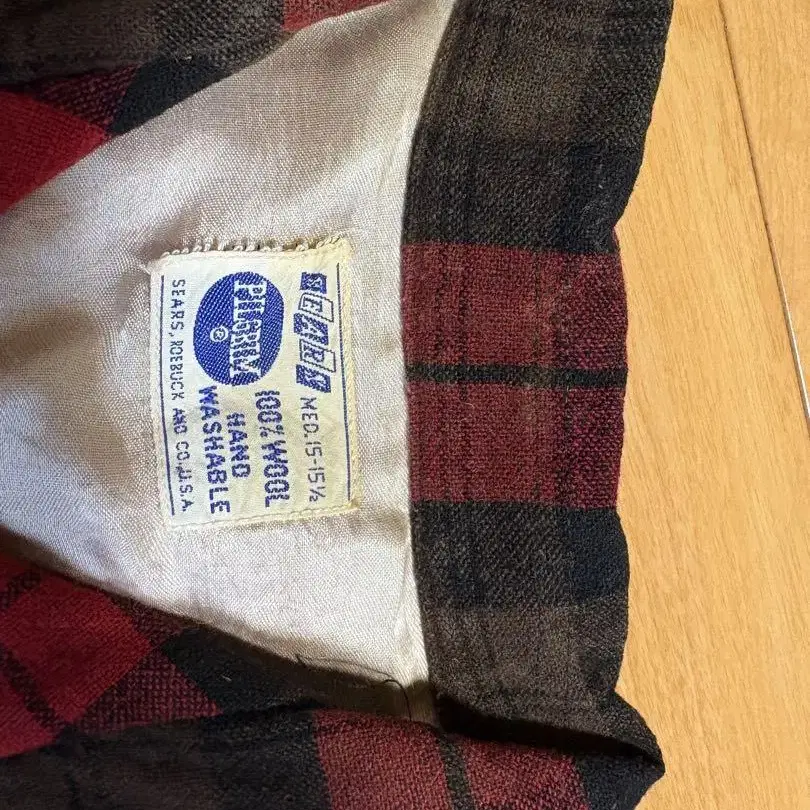 SEARS MED. 15-15½
PILGRIM ®
100% WOOL
HAND
WASHABLE
SEARS, ROEBUCK AND CO. U.S.A.